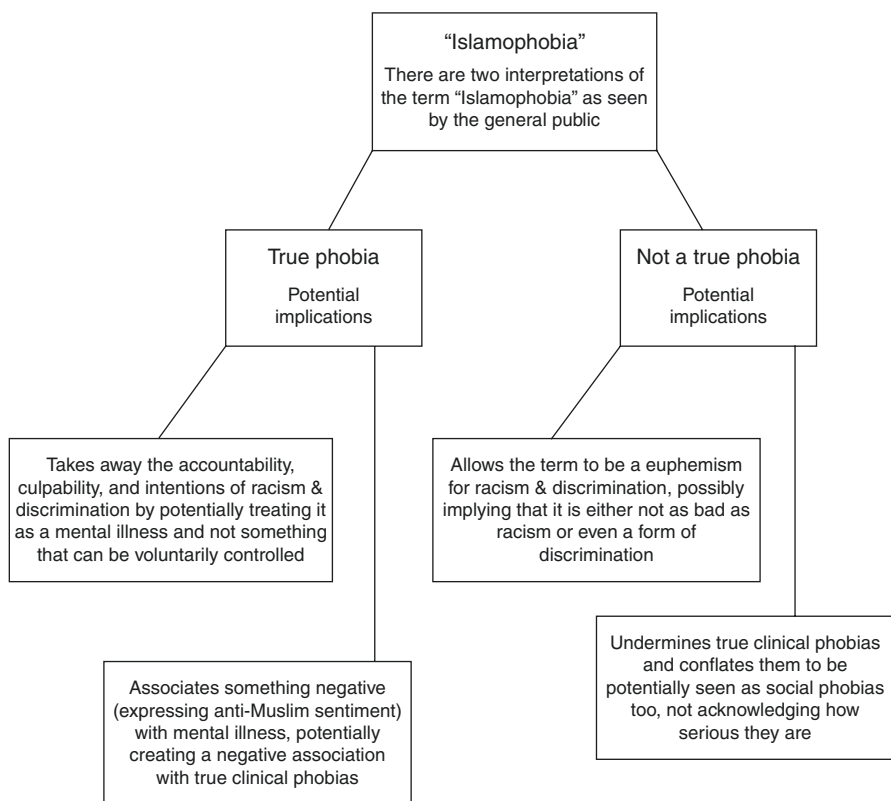 “Islamophobia”
There are two interpretations of
the term “Islamophobia” as seen
by the general public
True phobia
Potential
implications
Not a true phobia
Potential
implications
Takes away the accountability,
culpability, and intentions of racism &
discrimination by potentially treating it
as a mental illness and not something
that can be voluntarily controlled
Allows the term to be a euphemism
for racism & discrimination, possibly
implying that it is either not as bad as
racism or even a form of
discrimination
Associates something negative
(expressing anti-Muslim sentiment)
with mental illness, potentially
creating a negative association
with true clinical phobias
Undermines true clinical phobias
and conflates them to be
potentially seen as social phobias
too, not acknowledging how
serious they are